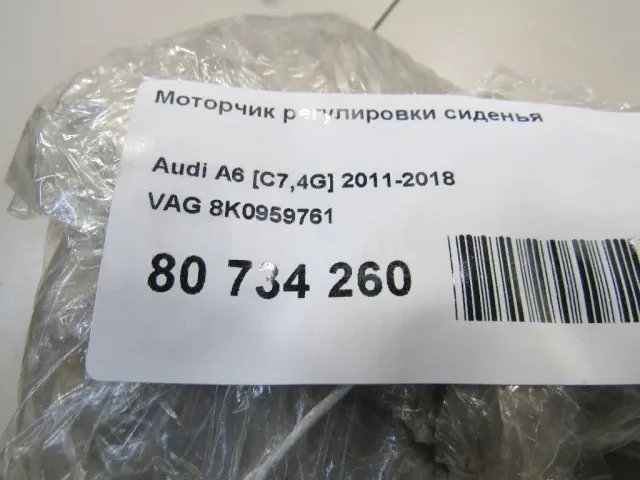 Моторчик регулировки сиденья
Audi A6 [C7,4G] 2011-2018
VAG 8K0959761
80 734 260